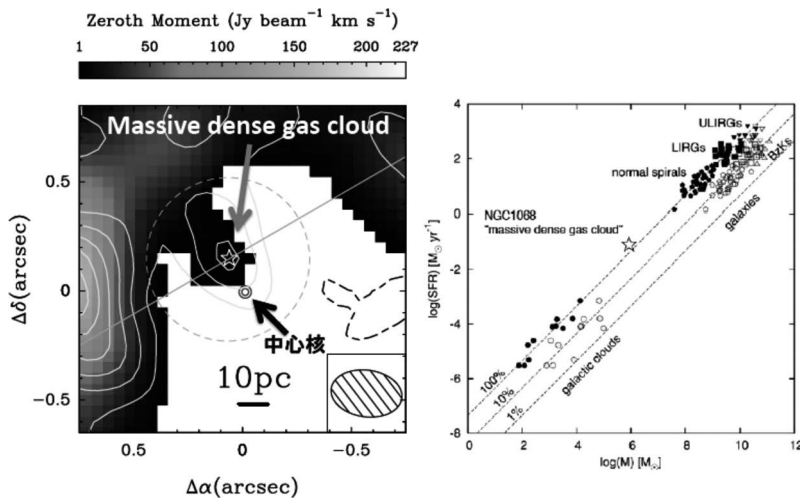 Zeroth Moment (Jy beam⁻¹ km s⁻¹)
1 50 100 150 200 227
Massive dense gas cloud
0.5
0
-0.5
Δδ(arcsec)
中心核
10pc
0.5 0 -0.5
Δα(arcsec)
4
2
0
-2
-4
-6
-8
log(SFR) [M☉ yr⁻¹]
ULIRGs
LIRGs
BzKs
normal spirals
galaxies
NGC1068
"massive dense gas cloud"
galactic clouds
100%
10%
1%
0 2 4 6 8 10 12
log(M) [M☉]